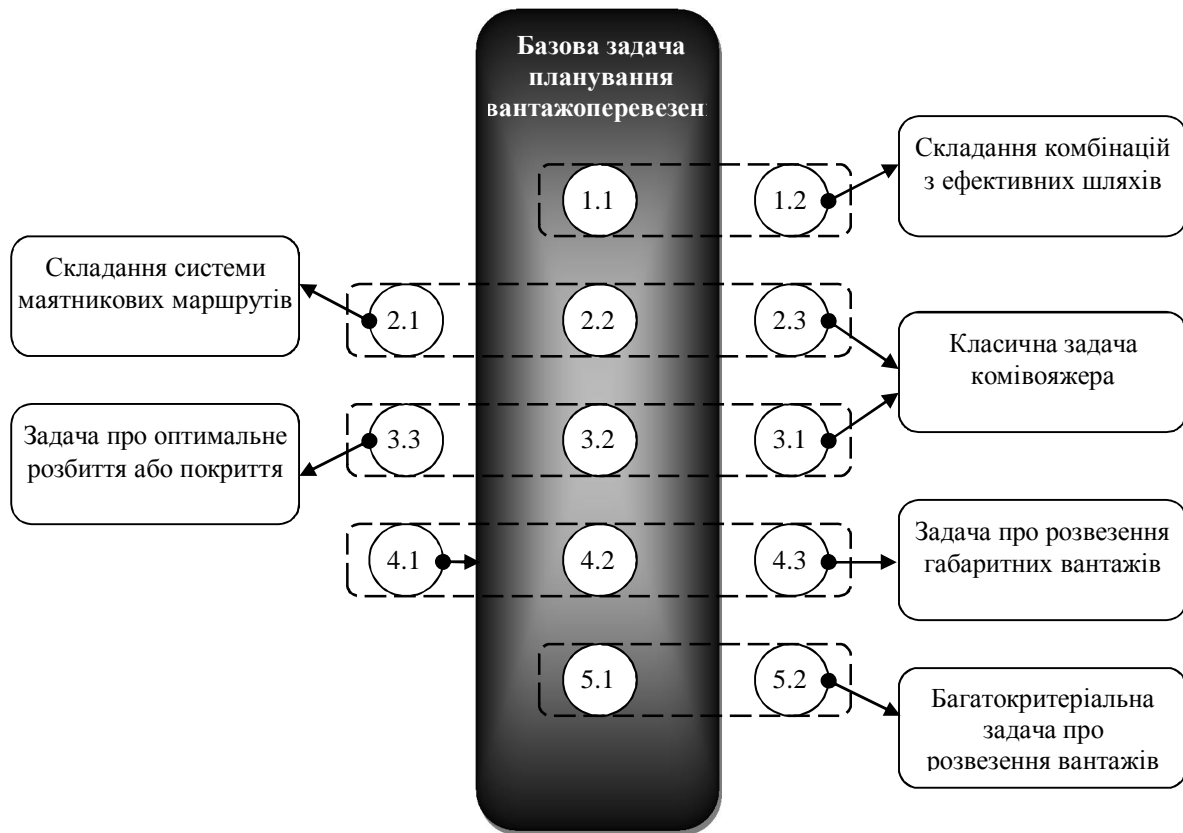 Базова задача
планування
вантажоперевезен
Складання комбінацій
з ефективних шляхів
1.1
1.2
Складання системи
маятникових маршрутів
2.1
2.2
2.3
Класична задача
комівояжера
Задача про оптимальне
розбиття або покриття
3.3
3.2
3.1
4.1
4.2
4.3
Задача про розвезення
габаритних вантажів
5.1
5.2
Багатокритеріальна
задача про
розвезення вантажів